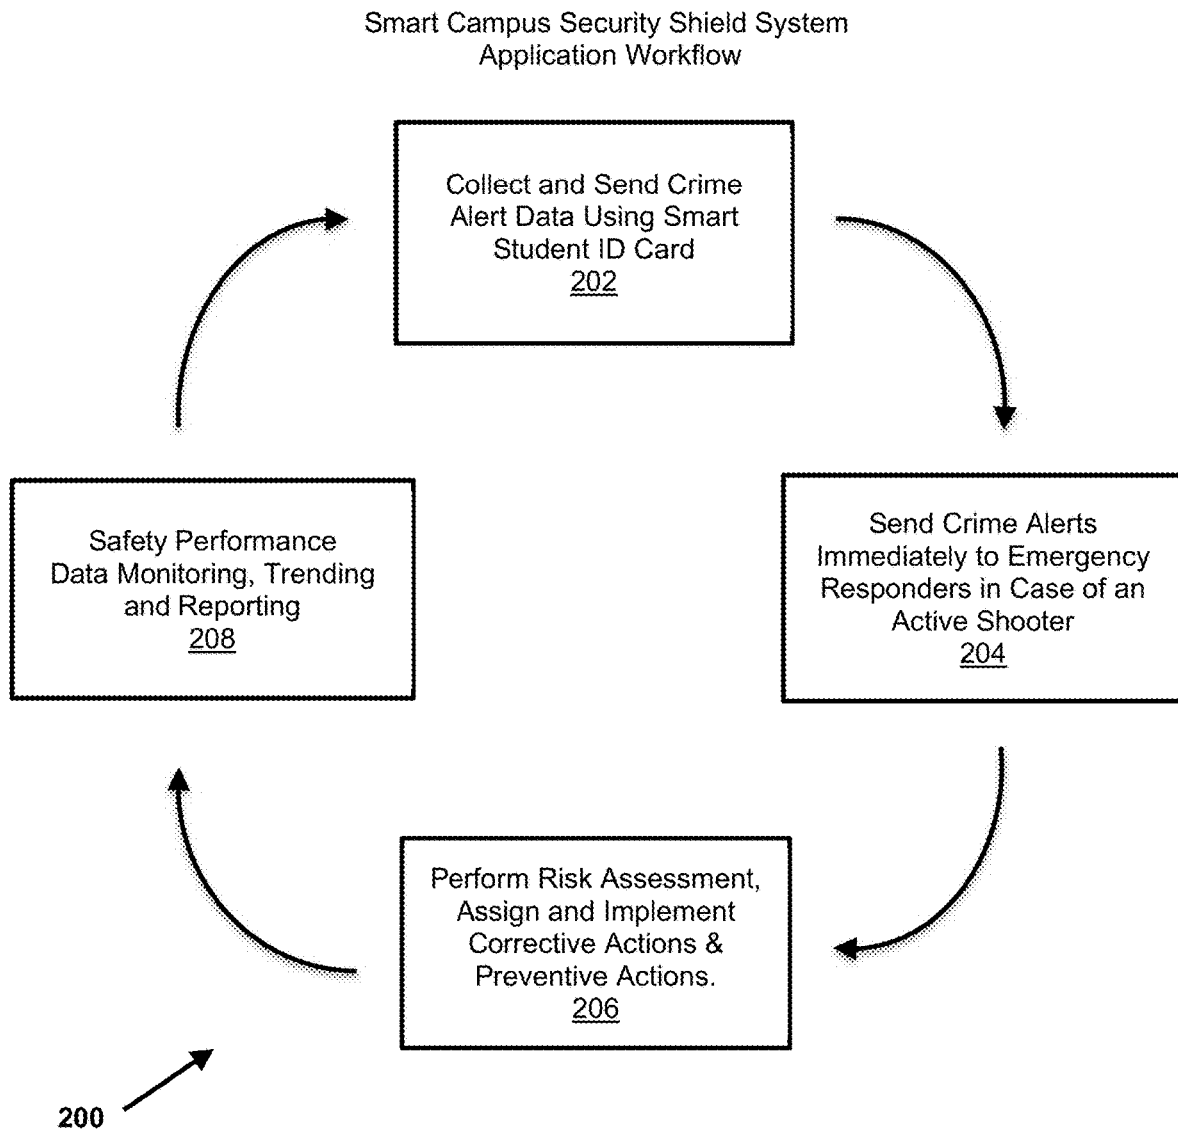 Smart Campus Security Shield System
Application Workflow
Collect and Send Crime
Alert Data Using Smart
Student ID Card
202
Send Crime Alerts
Immediately to Emergency
Responders in Case of an
Active Shooter
204
Perform Risk Assessment,
Assign and Implement
Corrective Actions &
Preventive Actions.
206
Safety Performance
Data Monitoring, Trending
and Reporting
208
200